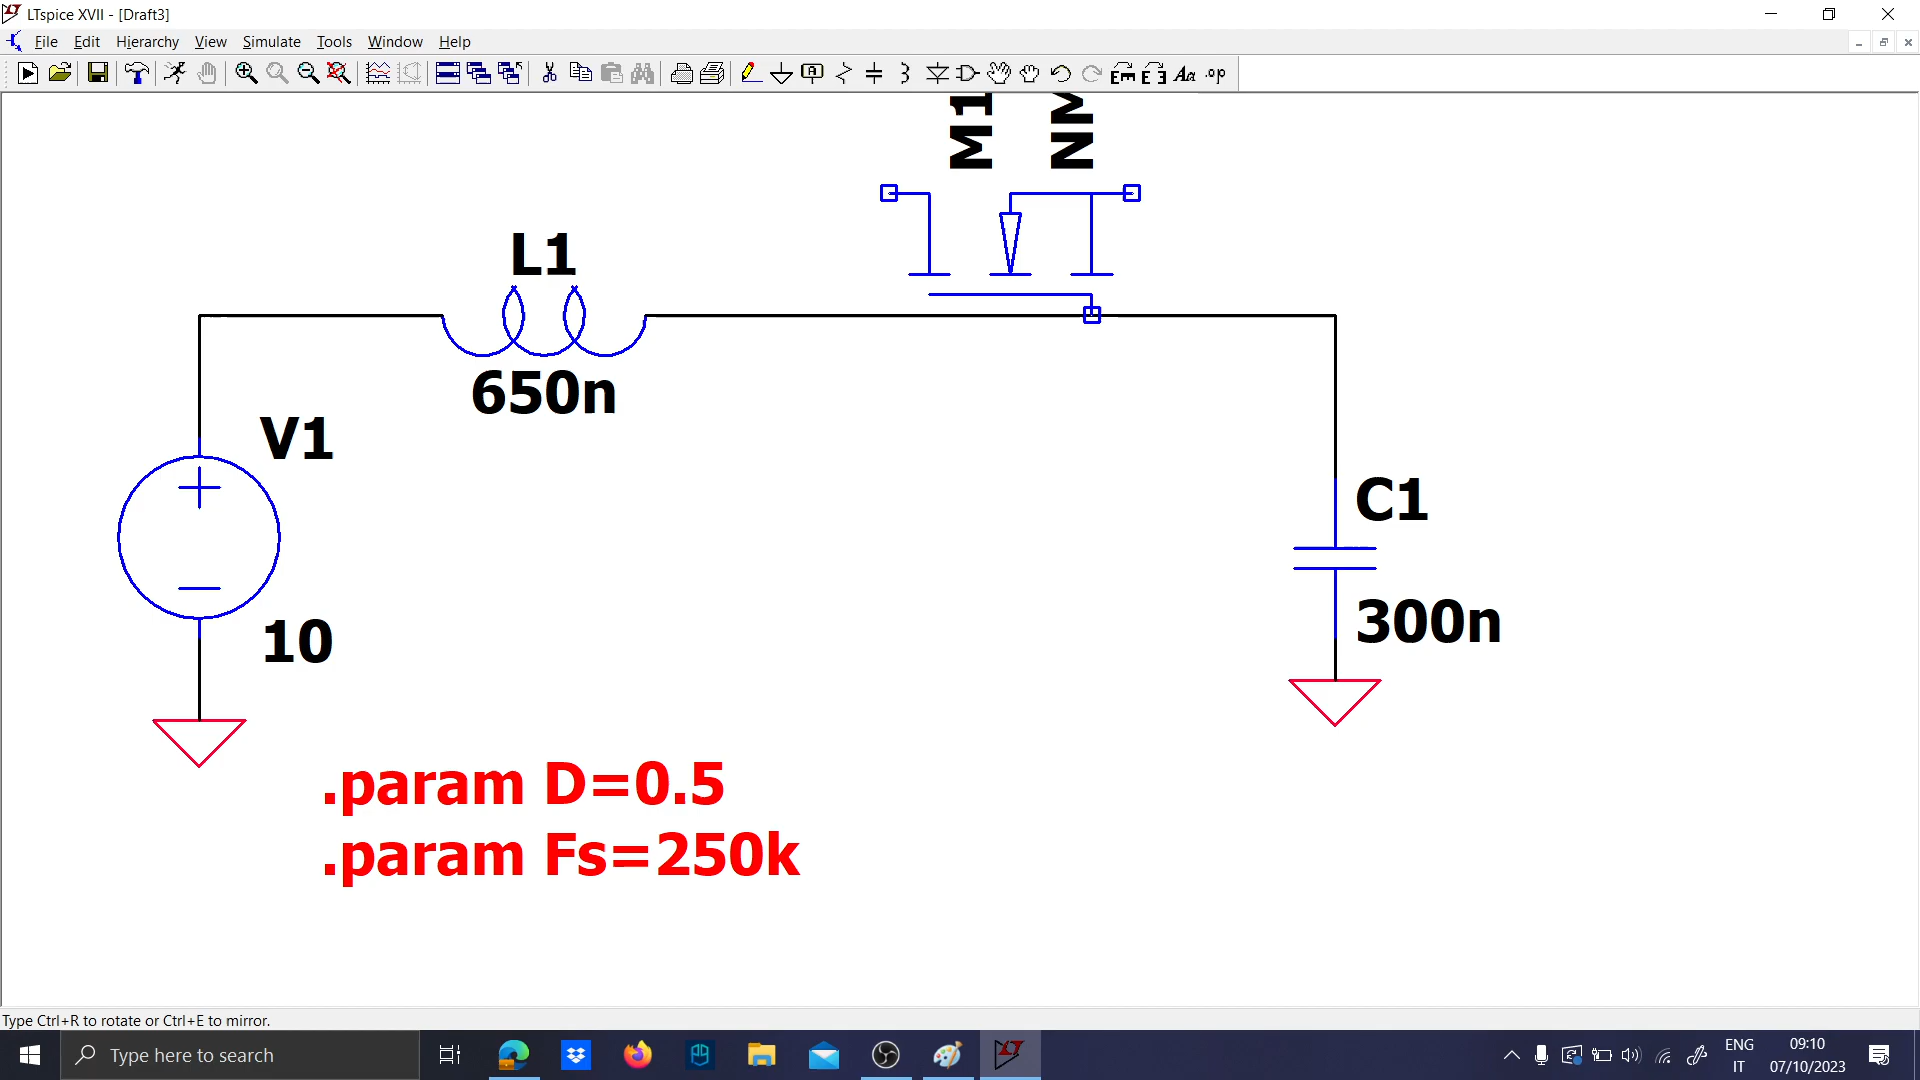 LTspice XVII - [Draft3]
File Edit Hierarchy View Simulate Tools Window Help
M1
L1
650n
V1
10
C1
300n
.param D=0.5
.param Fs=250k
Type Ctrl+R to rotate or Ctrl+E to mirror.
Type here to search
ENG
IT
09:10
07/10/2023